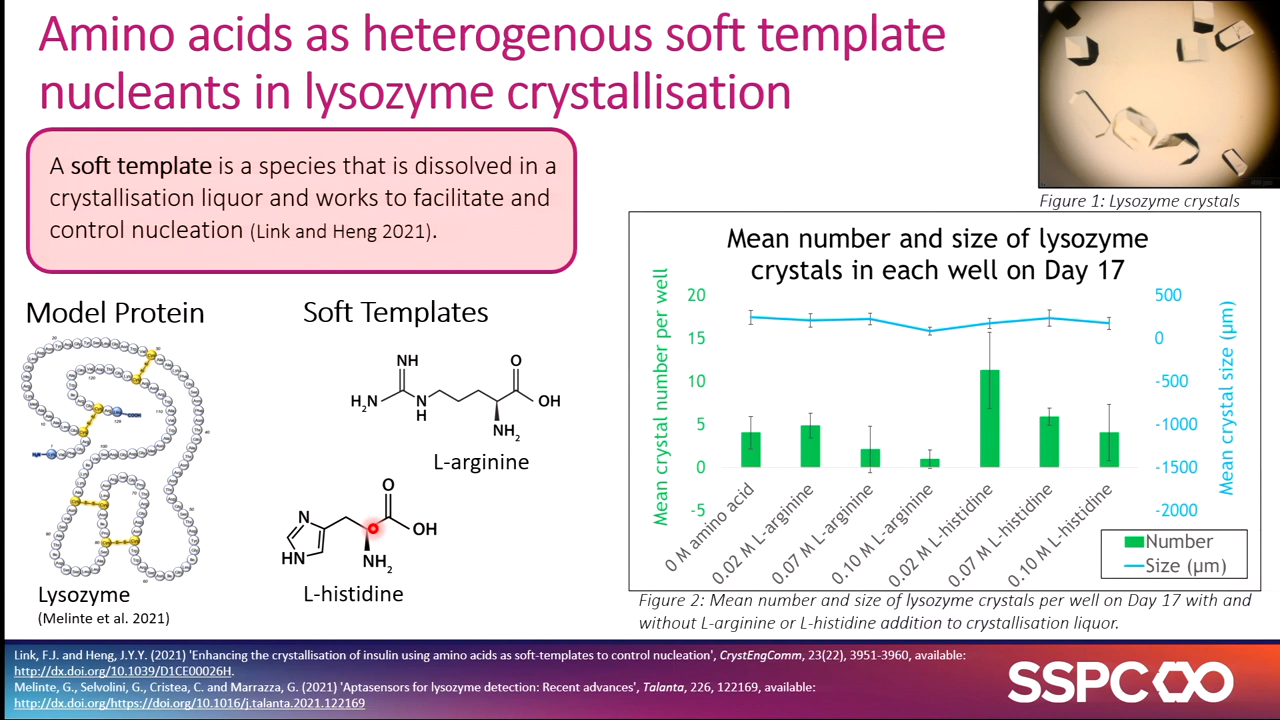 Amino acids as heterogenous soft template
nucleants in lysozyme crystallisation
A soft template is a species that is dissolved in a
crystallisation liquor and works to facilitate and
control nucleation (Link and Heng 2021).
Figure 1: Lysozyme crystals
Model Protein
Soft Templates
COOH
H₂N
Lysozyme
(Melinte et al. 2021)
NH
O
H₂N
N
H
OH
NH₂
L-arginine
O
N
OH
HN
NH₂
L-histidine
Mean number and size of lysozyme
crystals in each well on Day 17
Mean crystal number per well
20
15
10
5
0
-5
500
0
-500
-1000
-1500
-2000
Mean crystal size (µm)
0 M amino acid
0.02 M L-arginine
0.07 M L-arginine
0.10 M L-arginine
0.02 M L-histidine
0.07 M L-histidine
0.10 M L-histidine
Number
Size (µm)
Figure 2: Mean number and size of lysozyme crystals per well on Day 17 with and
without L-arginine or L-histidine addition to crystallisation liquor.
Link, F.J. and Heng, J.Y.Y. (2021) 'Enhancing the crystallisation of insulin using amino acids as soft-templates to control nucleation', CrystEngComm, 23(22), 3951-3960, available:
http://dx.doi.org/10.1039/D1CE00026H.
Melinte, G., Selvolini, G., Cristea, C. and Marrazza, G. (2021) 'Aptasensors for lysozyme detection: Recent advances', Talanta, 226, 122169, available:
http://dx.doi.org/https://doi.org/10.1016/j.talanta.2021.122169
SSPC